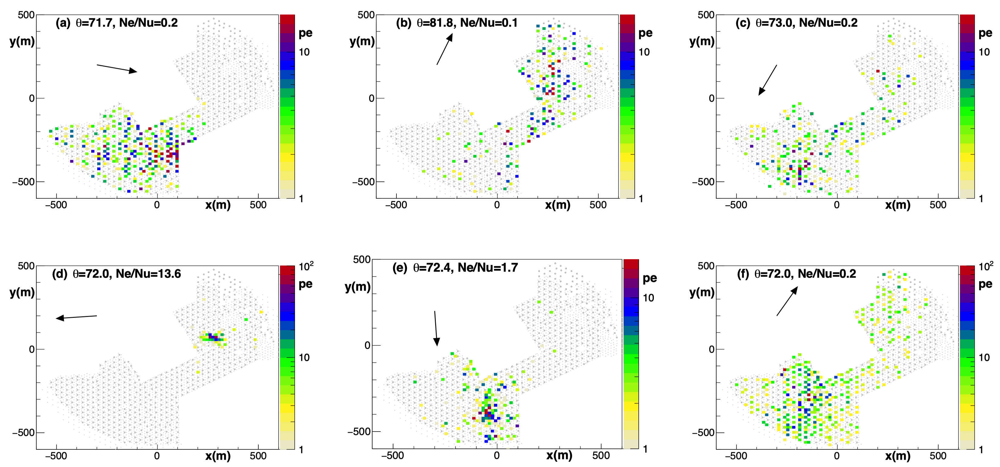 (a) θ=71.7, Ne/Nu=0.2
500
y(m)
0
−500
−500
0
x(m)
500
pe
10
1
(b) θ=81.8, Ne/Nu=0.1
500
y(m)
0
−500
−500
0
x(m)
500
pe
10
1
(c) θ=73.0, Ne/Nu=0.2
500
y(m)
0
−500
−500
0
x(m)
500
pe
10
1
(d) θ=72.0, Ne/Nu=13.6
500
y(m)
0
−500
−500
0
x(m)
500
10²
pe
10
1
(e) θ=72.4, Ne/Nu=1.7
500
y(m)
0
−500
−500
0
x(m)
500
pe
10
1
(f) θ=72.0, Ne/Nu=0.2
500
y(m)
0
−500
−500
0
x(m)
500
10²
pe
10
1